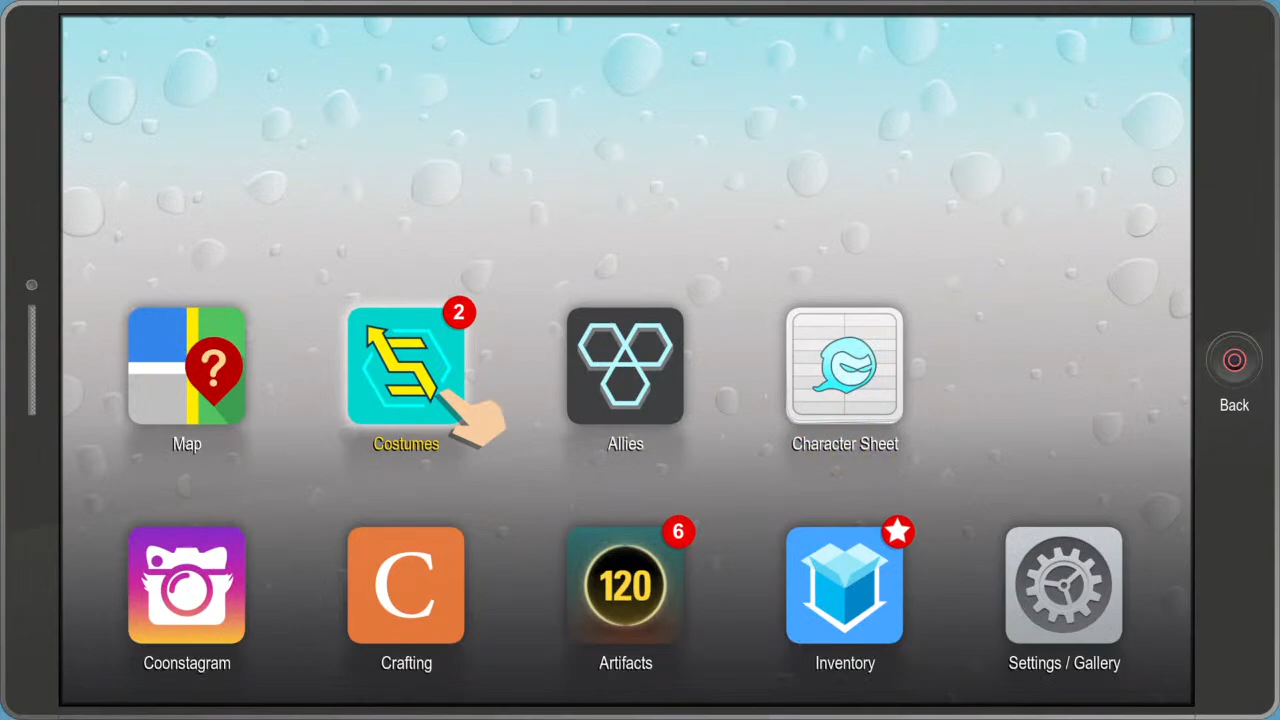 2
?
Map
Costumes
Allies
Character Sheet
Back
6
120
C
Coonstagram
Crafting
Artifacts
Inventory
Settings / Gallery